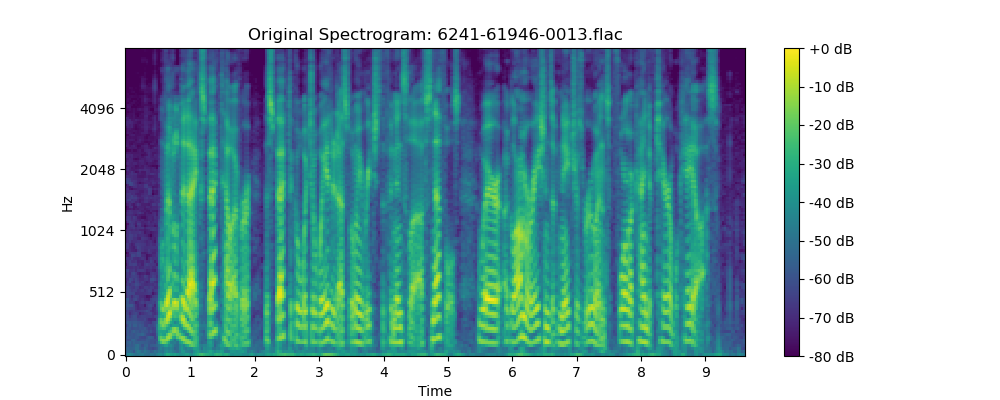 Original Spectrogram: 6241-61946-0013.flac
Hz
4096
2048
1024
512
0
0 1 2 3 4 5 6 7 8 9
Time
+0 dB
-10 dB
-20 dB
-30 dB
-40 dB
-50 dB
-60 dB
-70 dB
-80 dB